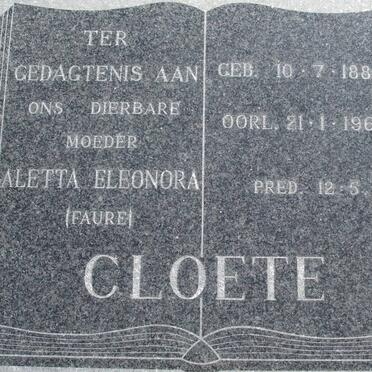 TER
GEDAGTENIS AAN
ONS DIERBARE
MOEDER
ALETTA ELEONORA
(FAURE)
GEB. 10·7·188
OORL. 21·1·196
PRED. 12:5.
CLOETE